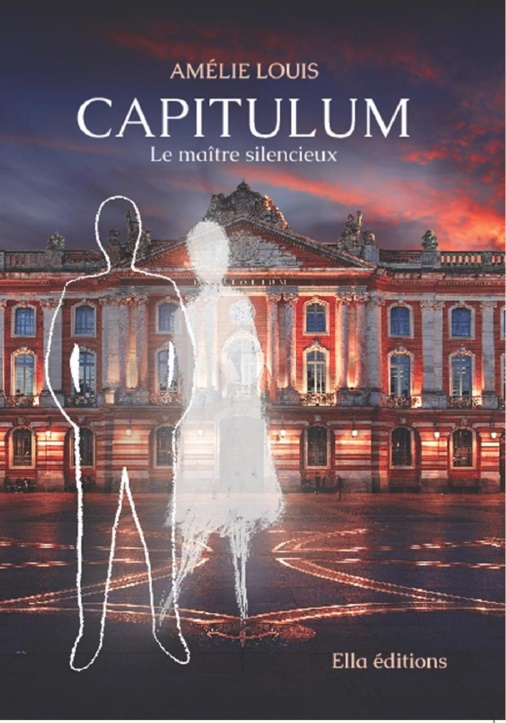 AMÉLIE LOUIS
CAPITULUM
Le maître silencieux
Ella éditions